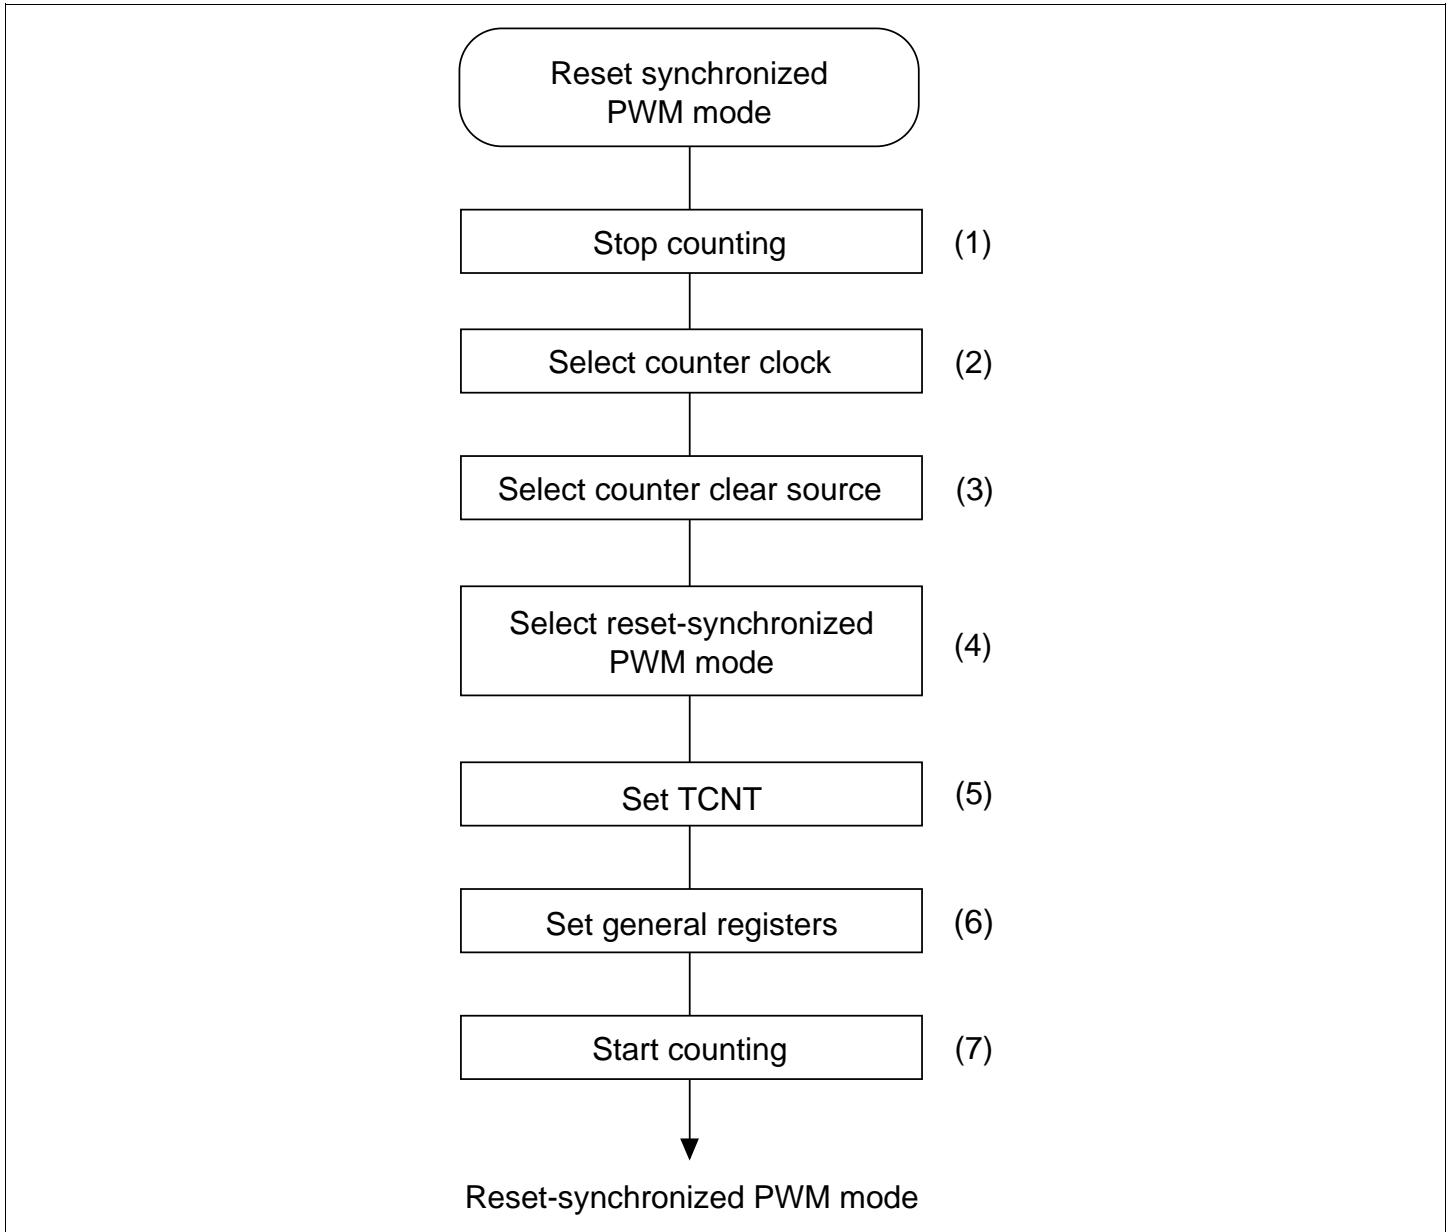 Reset synchronized
PWM mode
Stop counting (1)
Select counter clock (2)
Select counter clear source (3)
Select reset-synchronized
PWM mode
(4)
Set TCNT (5)
Set general registers (6)
Start counting (7)
Reset-synchronized PWM mode